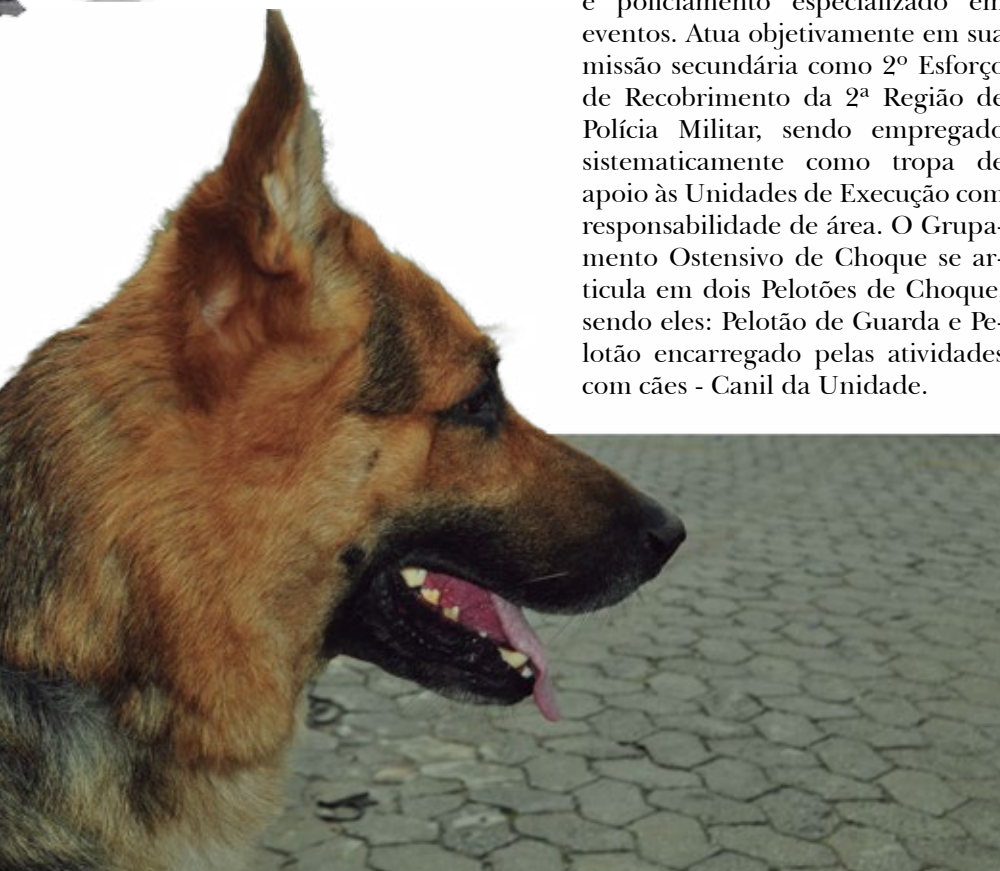 e policiamento especializado em
eventos. Atua objetivamente em sua
missão secundária como 2º Esforço
de Recobrimento da 2ª Região de
Polícia Militar, sendo empregado
sistematicamente como tropa de
apoio às Unidades de Execução com
responsabilidade de área. O Grupa-
mento Ostensivo de Choque se ar-
ticula em dois Pelotões de Choque,
sendo eles: Pelotão de Guarda e Pe-
lotão encarregado pelas atividades
com cães - Canil da Unidade.